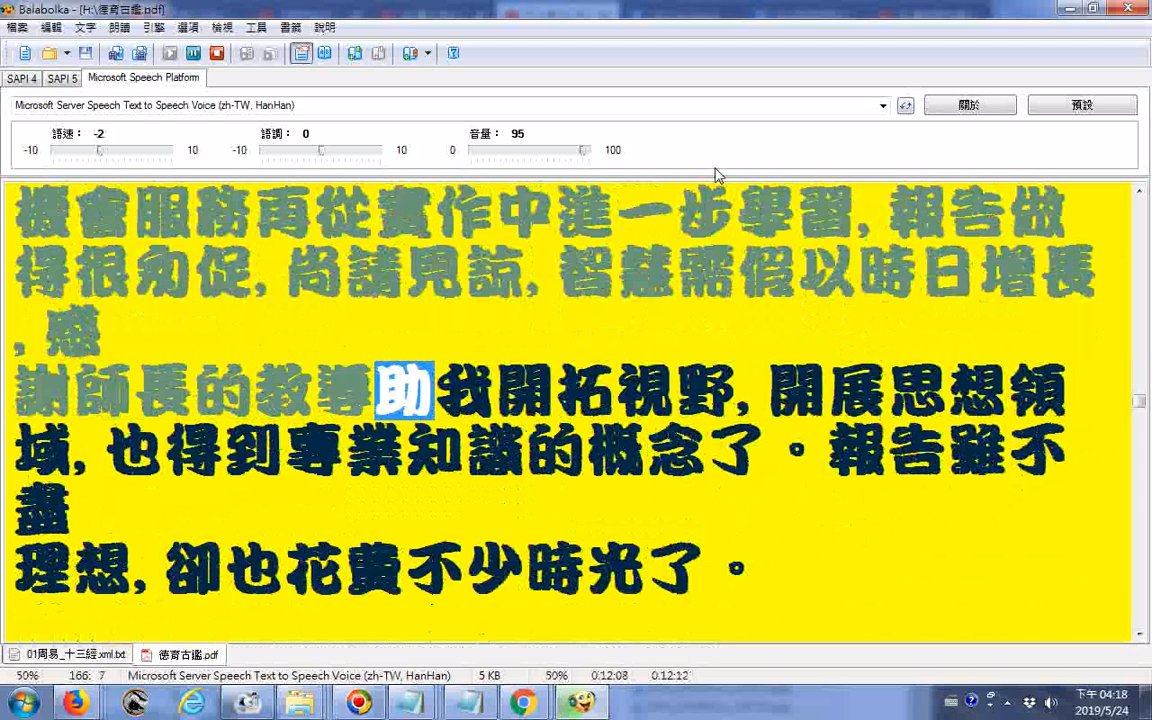 Balabolka - [H:\德育古鑑.pdf]
檔案 編輯 文字 朗讀 引擎 選項 檢視 工具 書籤 說明
SAPI 4 SAPI 5 Microsoft Speech Platform
Microsoft Server Speech Text to Speech Voice (zh-TW, HanHan) 關於 預設
語速： -2 語調： 0 音量： 95
-10 10 -10 10 0 100
機會服務再從實作中進一步學習, 報告做
得很匆促, 尚請見諒, 智慧需假以時日增長
, 感
謝師長的教導助我開拓視野, 開展思想領
域, 也得到專業知識的概念了。報告雖不
盡
理想, 卻也花費不少時光了。
01周易_十三經.xml.txt 德育古鑑.pdf
50% 166: 7 Microsoft Server Speech Text to Speech Voice (zh-TW, HanHan) 5 KB 50% 0:12:08 0:12:12
下午 04:18
2019/5/24